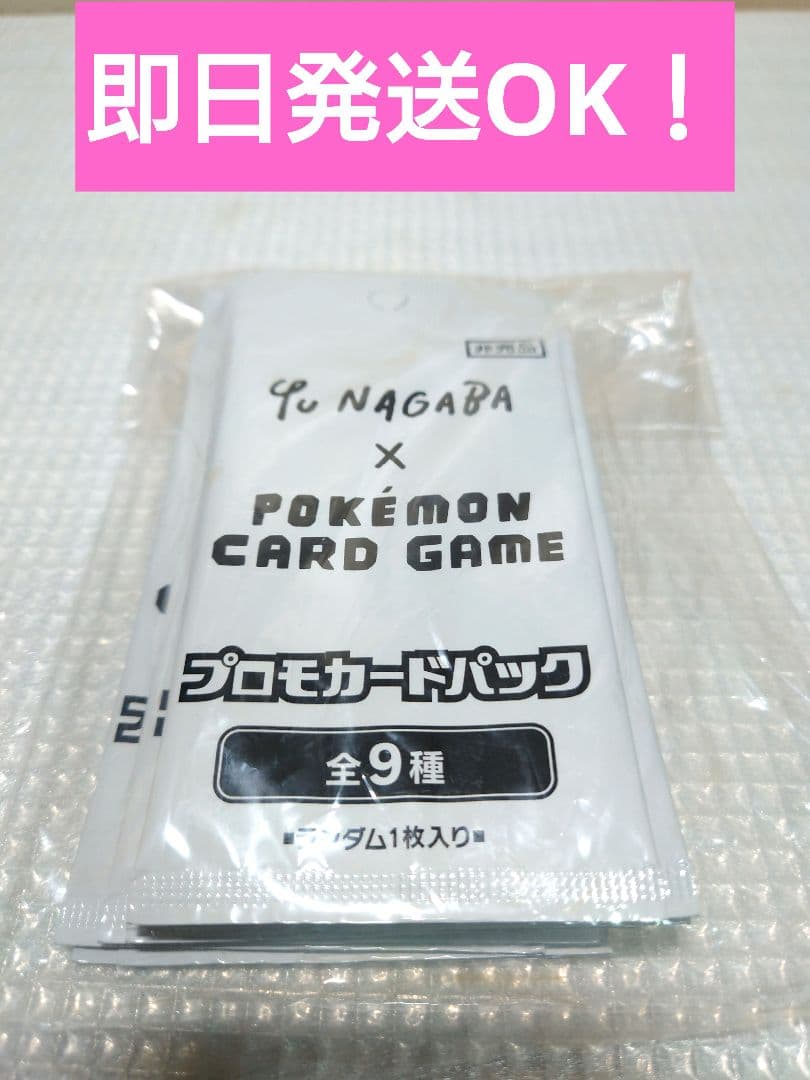 即日発送OK！
非売品
Yu NAGABA
×
POKÉMON
CARD GAME
プロモカードパック
全9種
■ランダム1枚入り■